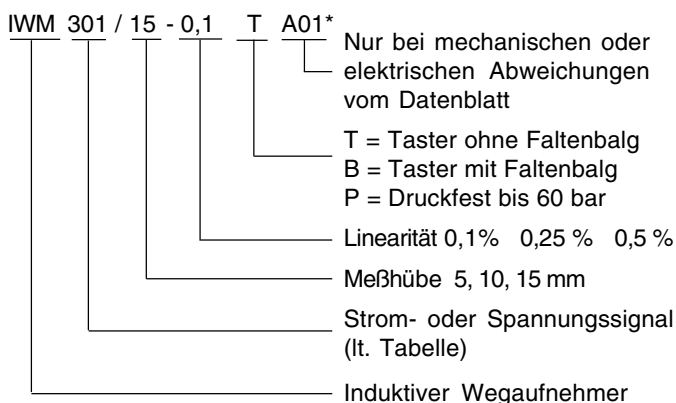 IWM 301 / 15 - 0,1 T A01*
Nur bei mechanischen oder
elektrischen Abweichungen
vom Datenblatt
T = Taster ohne Faltenbalg
B = Taster mit Faltenbalg
P = Druckfest bis 60 bar
Linearität 0,1% 0,25 % 0,5 %
Meßhübe 5, 10, 15 mm
Strom- oder Spannungssignal
(lt. Tabelle)
Induktiver Wegaufnehmer